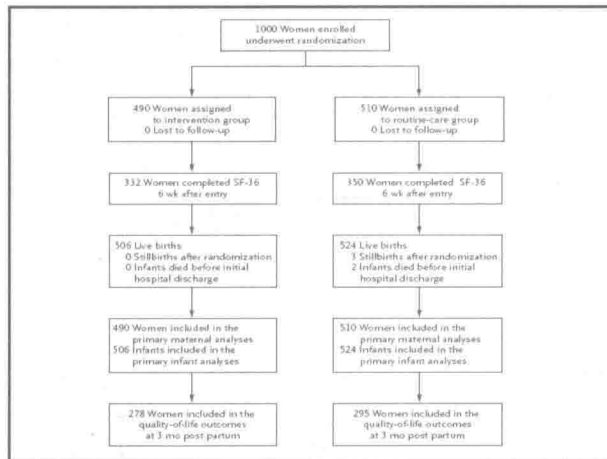 1000 Women enrolled
underwent randomization
490 Women assigned
to intervention group
0 Lost to follow-up
510 Women assigned
to routine-care group
0 Lost to follow-up
332 Women completed SF-36
6 wk after entry
350 Women completed SF-36
6 wk after entry
506 Live births
0 Stillbirths after randomization
0 Infants died before initial
hospital discharge
524 Live births
3 Stillbirths after randomization
2 Infants died before initial
hospital discharge
490 Women included in the
primary maternal analyses
506 Infants included in the
primary infant analyses
510 Women included in the
primary maternal analyses
524 Infants included in the
primary infant analyses
278 Women included in the
quality-of-life outcomes
at 3 mo post partum
295 Women included in the
quality-of-life outcomes
at 3 mo post partum